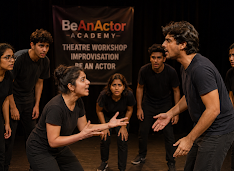 BeAnActor
ACADEMY
THEATRE WORKSHOP
IMPROVISATION
BE AN ACTOR